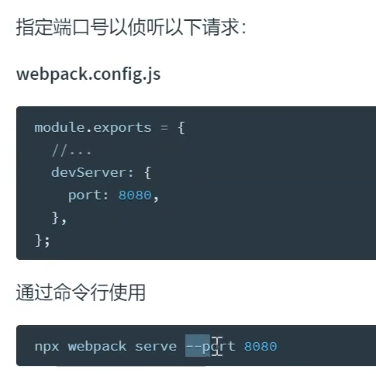 指定端口号以侦听以下请求：
webpack.config.js
module.exports = {
  //...
  devServer: {
    port: 8080,
  },
};
通过命令行使用
npx webpack serve --port 8080